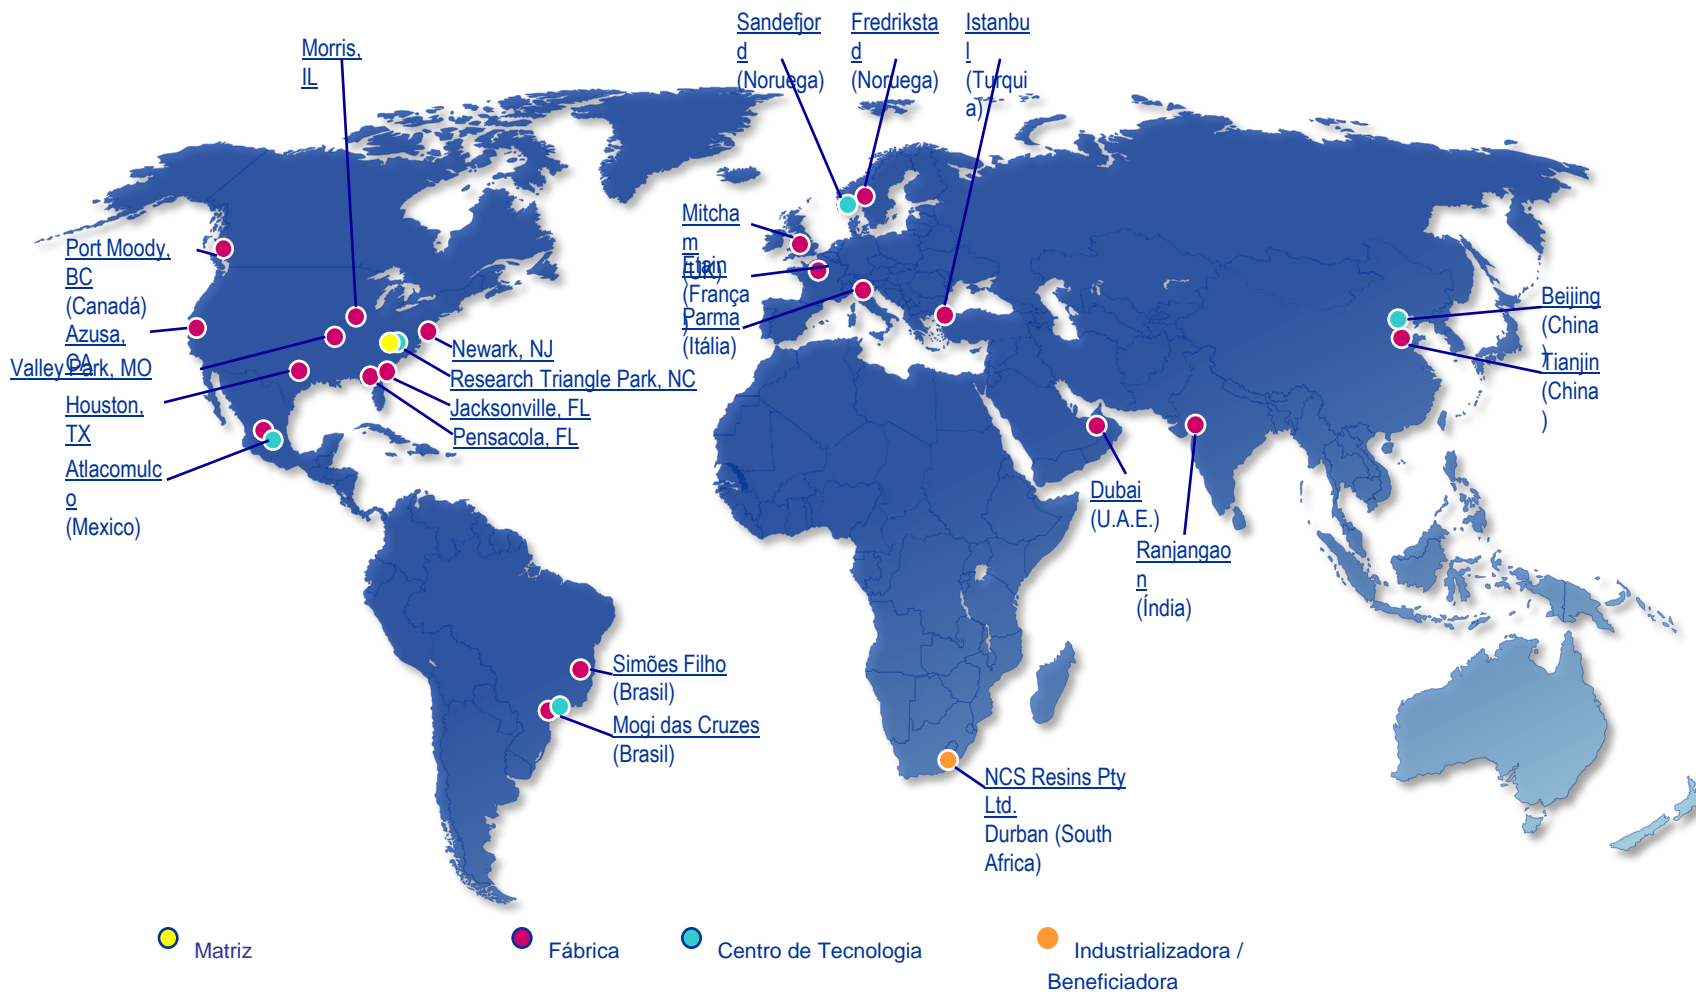 Sandefjor
d
(Noruega)
Fredriksta
d
(Noruega)
Istanbu
l
(Turqui
a)
Morris,
IL
Mitcha
m
(UK)
Etain
(França
)
Parma
(Itália)
Port Moody,
BC
(Canadá)
Azusa,
CA
Valley Park, MO
Houston,
TX
Atlacomulc
o
(Mexico)
Newark, NJ
Research Triangle Park, NC
Jacksonville, FL
Pensacola, FL
Beijing
(China
)
Tianjin
(China
)
Dubai
(U.A.E.)
Ranjangao
n
(Índia)
Simões Filho
(Brasil)
Mogi das Cruzes
(Brasil)
NCS Resins Pty
Ltd.
Durban (South
Africa)
Matriz
Fábrica
Centro de Tecnologia
Industrializadora /
Beneficiadora